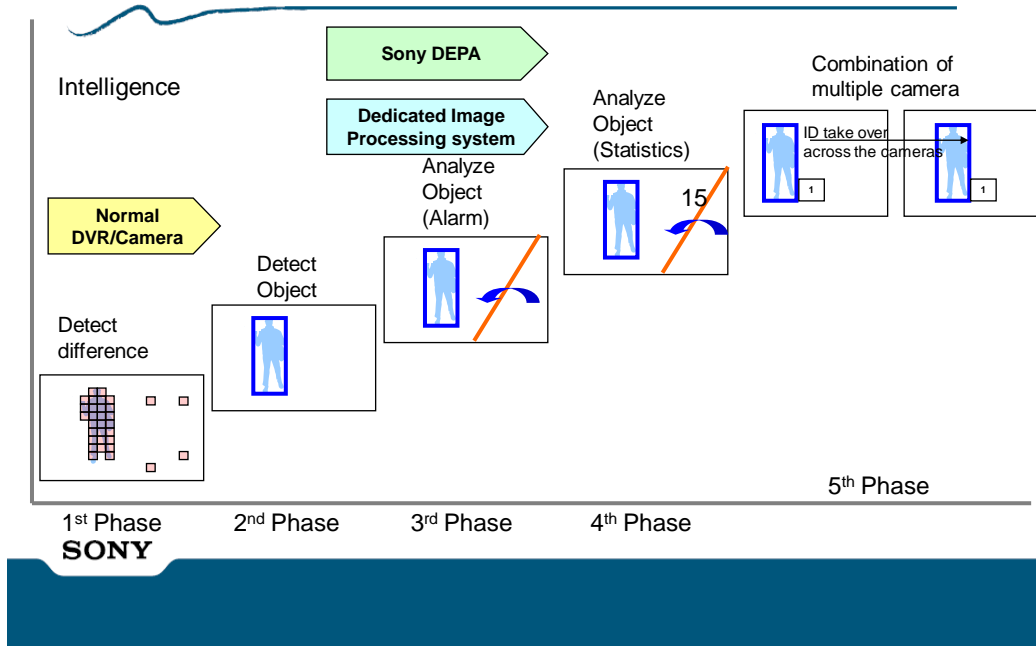 Sony DEPA
Intelligence
Dedicated Image
Processing system
Normal
DVR/Camera
Detect
difference
Detect
Object
Analyze
Object
(Alarm)
Analyze
Object
(Statistics)
15
Combination of
multiple camera
ID take over
across the cameras
1
1
1st Phase
2nd Phase
3rd Phase
4th Phase
5th Phase
SONY